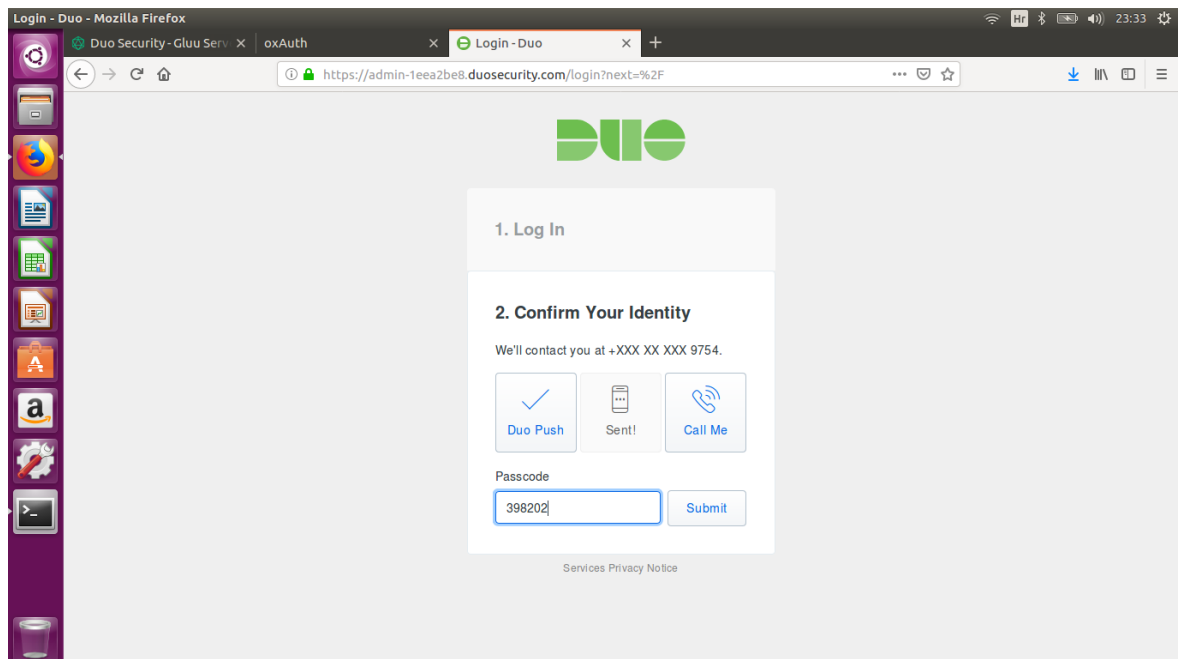 Login - Duo - Mozilla Firefox
Hr
23:33
Duo Security - Gluu Serv
oxAuth
Login - Duo
https://admin-1eea2be8.duosecurity.com/login?next=%2F
DUO
1. Log In
2. Confirm Your Identity
We'll contact you at +XXX XX XXX 9754.
Duo Push
Sent!
Call Me
Passcode
398202
Submit
Services Privacy Notice